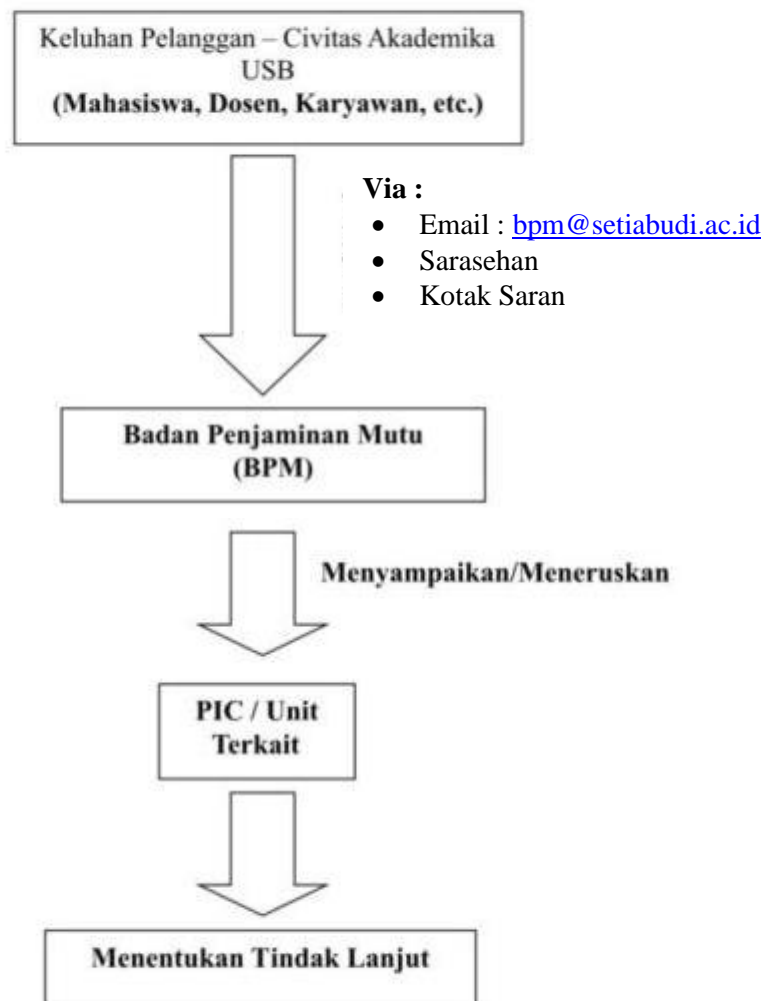 Keluhan Pelanggan – Civitas Akademika
USB
(Mahasiswa, Dosen, Karyawan, etc.)
Via :
• Email : bpm@setiabudi.ac.id
• Sarasehan
• Kotak Saran
Badan Penjaminan Mutu
(BPM)
Menyampaikan/Meneruskan
PIC / Unit
Terkait
Menentukan Tindak Lanjut